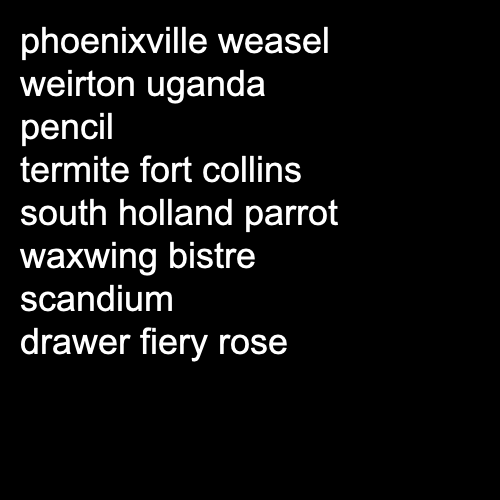 phoenixville weasel
weirton uganda
pencil
termite fort collins
south holland parrot
waxwing bistre
scandium
drawer fiery rose